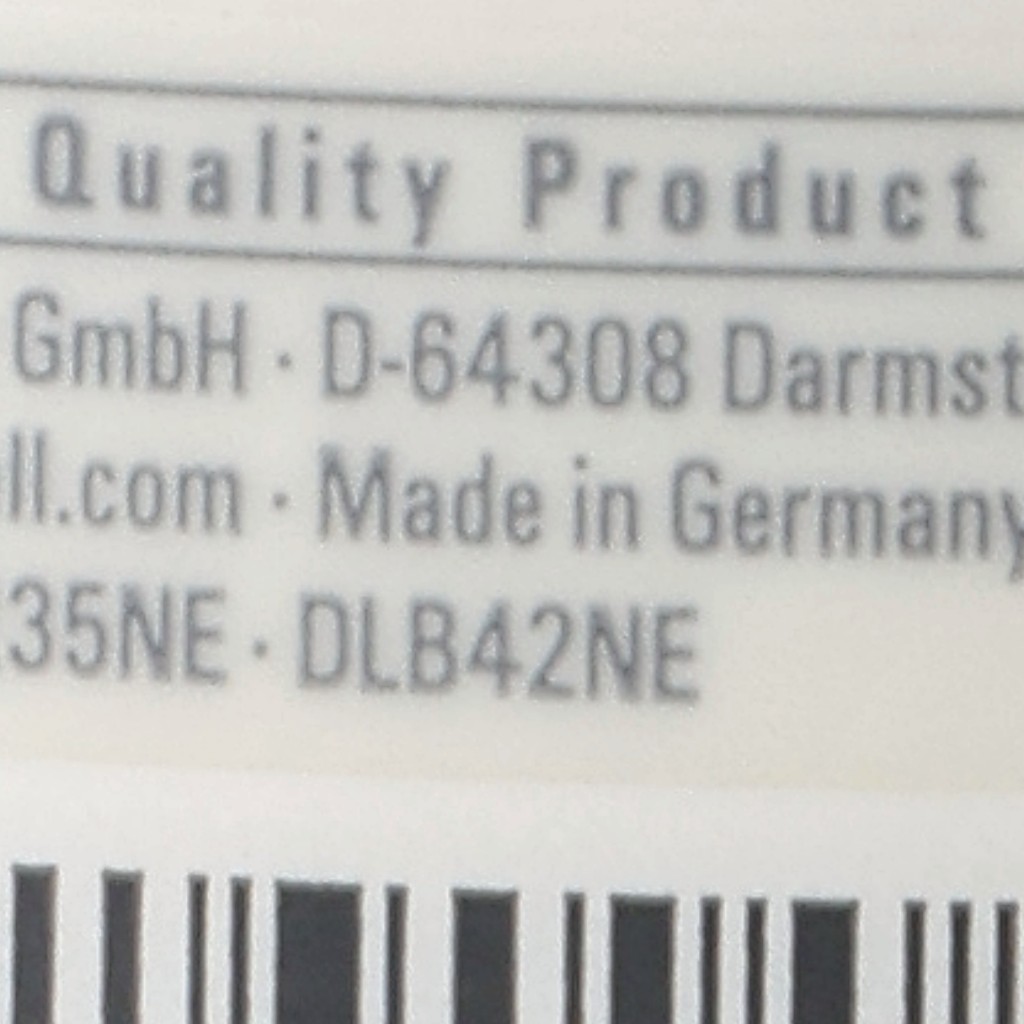 Quality Product
GmbH · D-64308 Darmst
ll.com · Made in Germany
35NE · DLB42NE